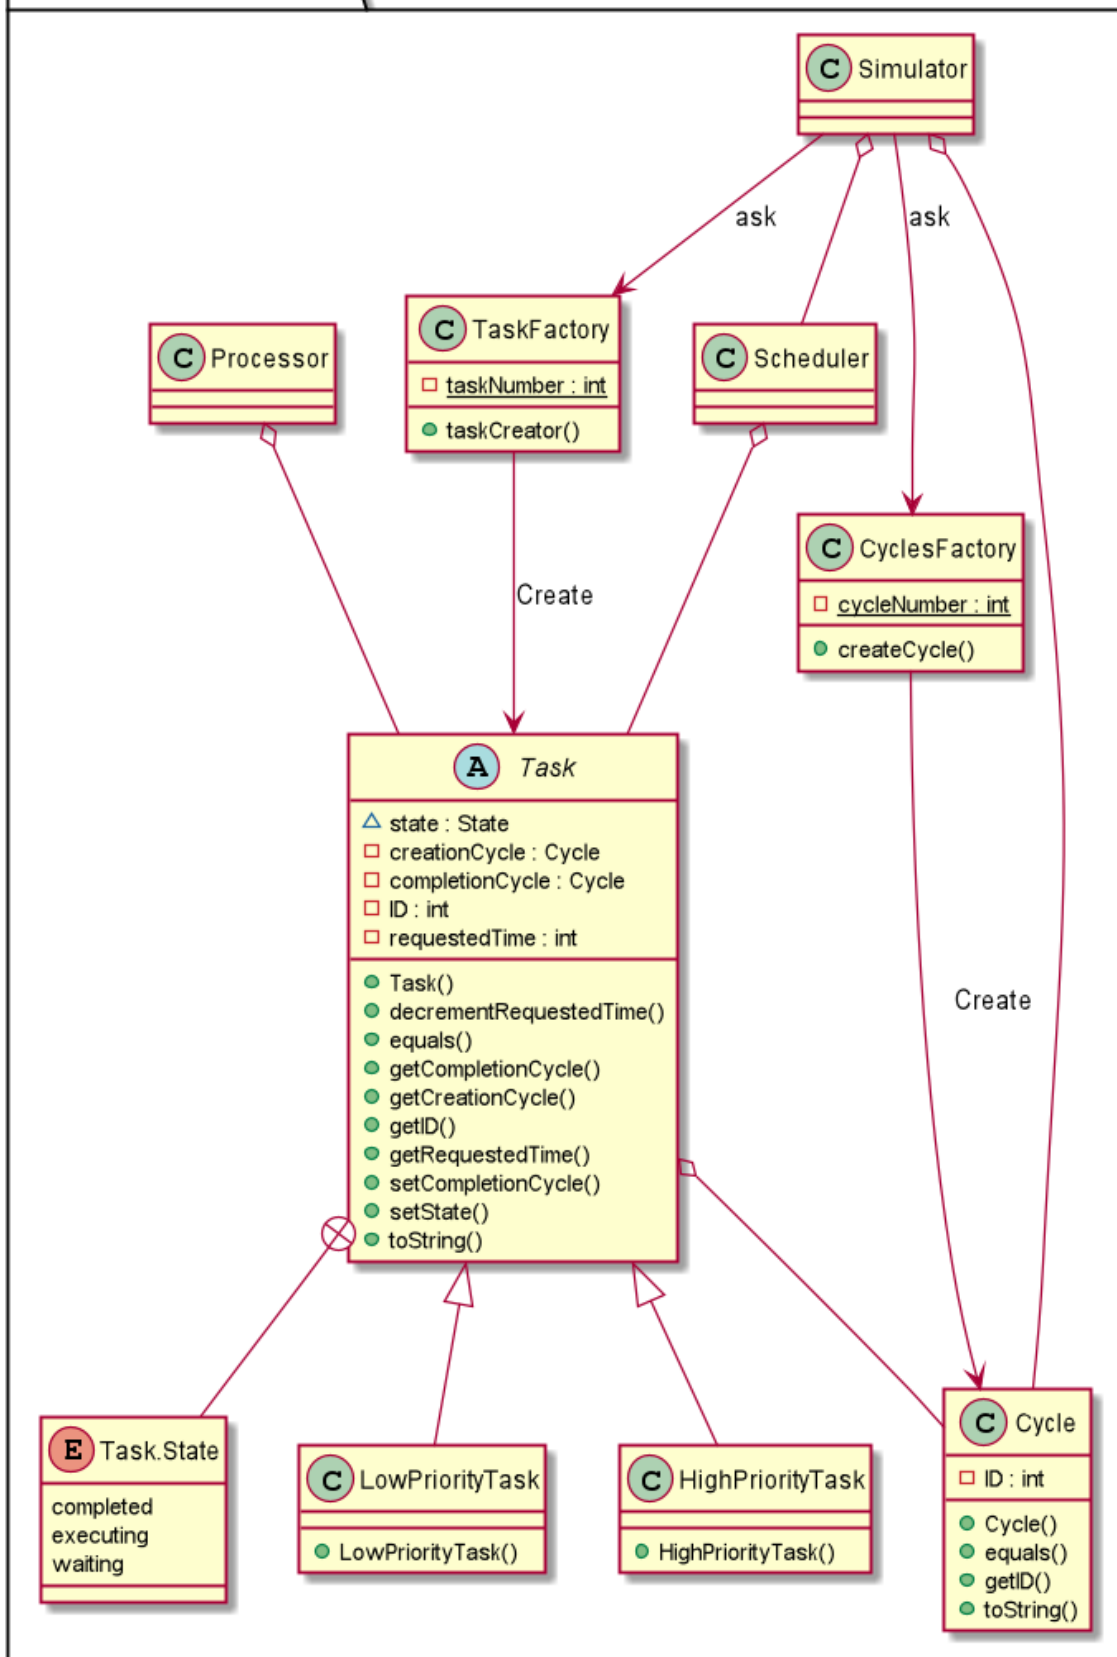 C Simulator
ask
ask
C Processor
C TaskFactory
taskNumber : int
taskCreator()
C Scheduler
C CyclesFactory
cycleNumber : int
createCycle()
Create
A Task
state : State
creationCycle : Cycle
completionCycle : Cycle
ID : int
requestedTime : int
Task()
decrementRequestedTime()
equals()
getCompletionCycle()
getCreationCycle()
getID()
getRequestedTime()
setCompletionCycle()
setState()
toString()
Create
E Task.State
completed
executing
waiting
C LowPriorityTask
LowPriorityTask()
C HighPriorityTask
HighPriorityTask()
C Cycle
ID : int
Cycle()
equals()
getID()
toString()